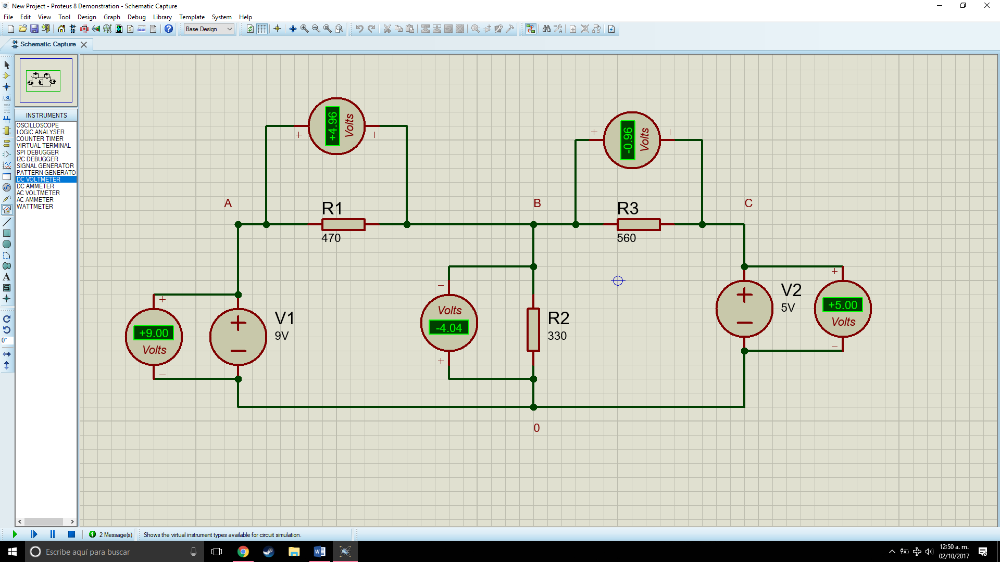 New Project - Proteus 8 Demonstration - Schematic Capture
File Edit View Tool Design Graph Debug Library Template System Help
Base Design
Schematic Capture
INSTRUMENTS
OSCILLOSCOPE
LOGIC ANALYSER
COUNTER TIMER
VIRTUAL TERMINAL
SPI DEBUGGER
I2C DEBUGGER
SIGNAL GENERATOR
PATTERN GENERATO
DC VOLTMETER
DC AMMETER
AC VOLTMETER
AC AMMETER
WATTMETER
LBL
A
S
0°
+4.96
Volts
+
-0.96
Volts
+
A
B
C
R1
470
R3
560
+
+9.00
Volts
−
+
−
V1
9V
−
Volts
-4.04
+
R2
330
+
−
V2
5V
+
+5.00
Volts
−
0
2 Message(s)
Shows the virtual instrument types available for circuit simulation.
Escribe aquí para buscar
12:50 a. m.
02/10/2017